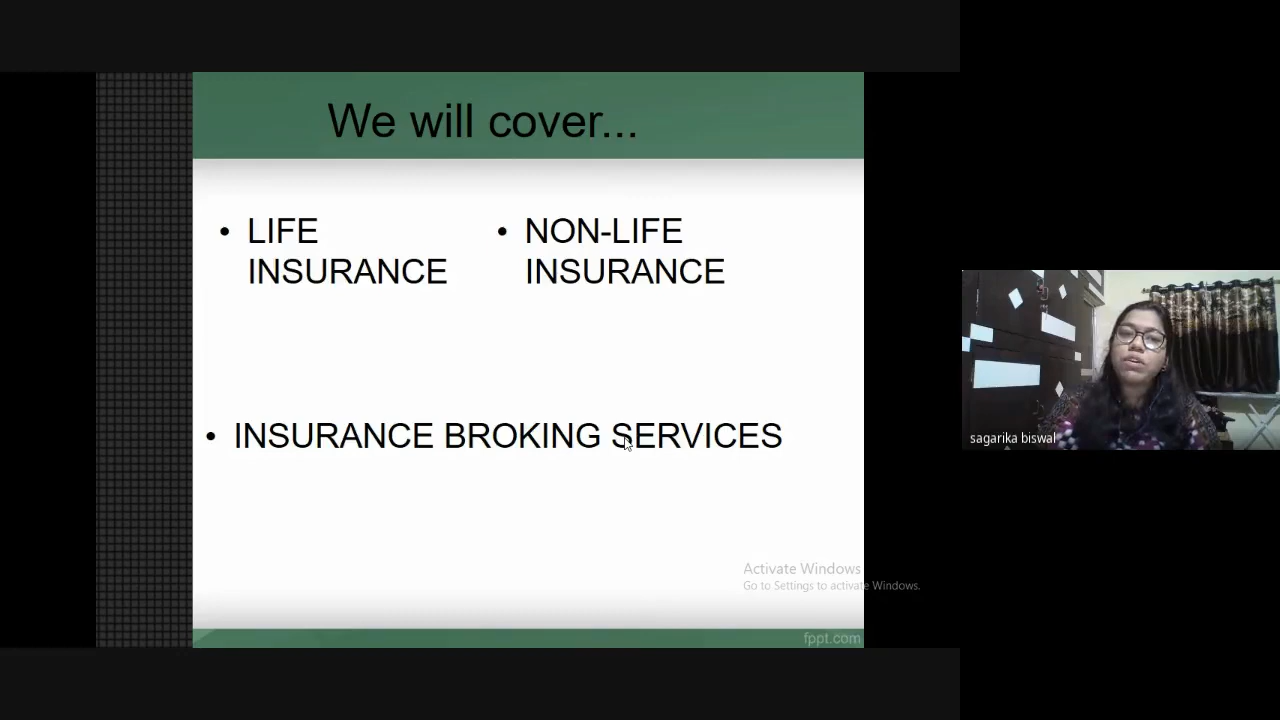 We will cover...
• LIFE
INSURANCE
• NON-LIFE
INSURANCE
• INSURANCE BROKING SERVICES
Activate Windows
Go to Settings to activate Windows.
fppt.com
sagarika biswal